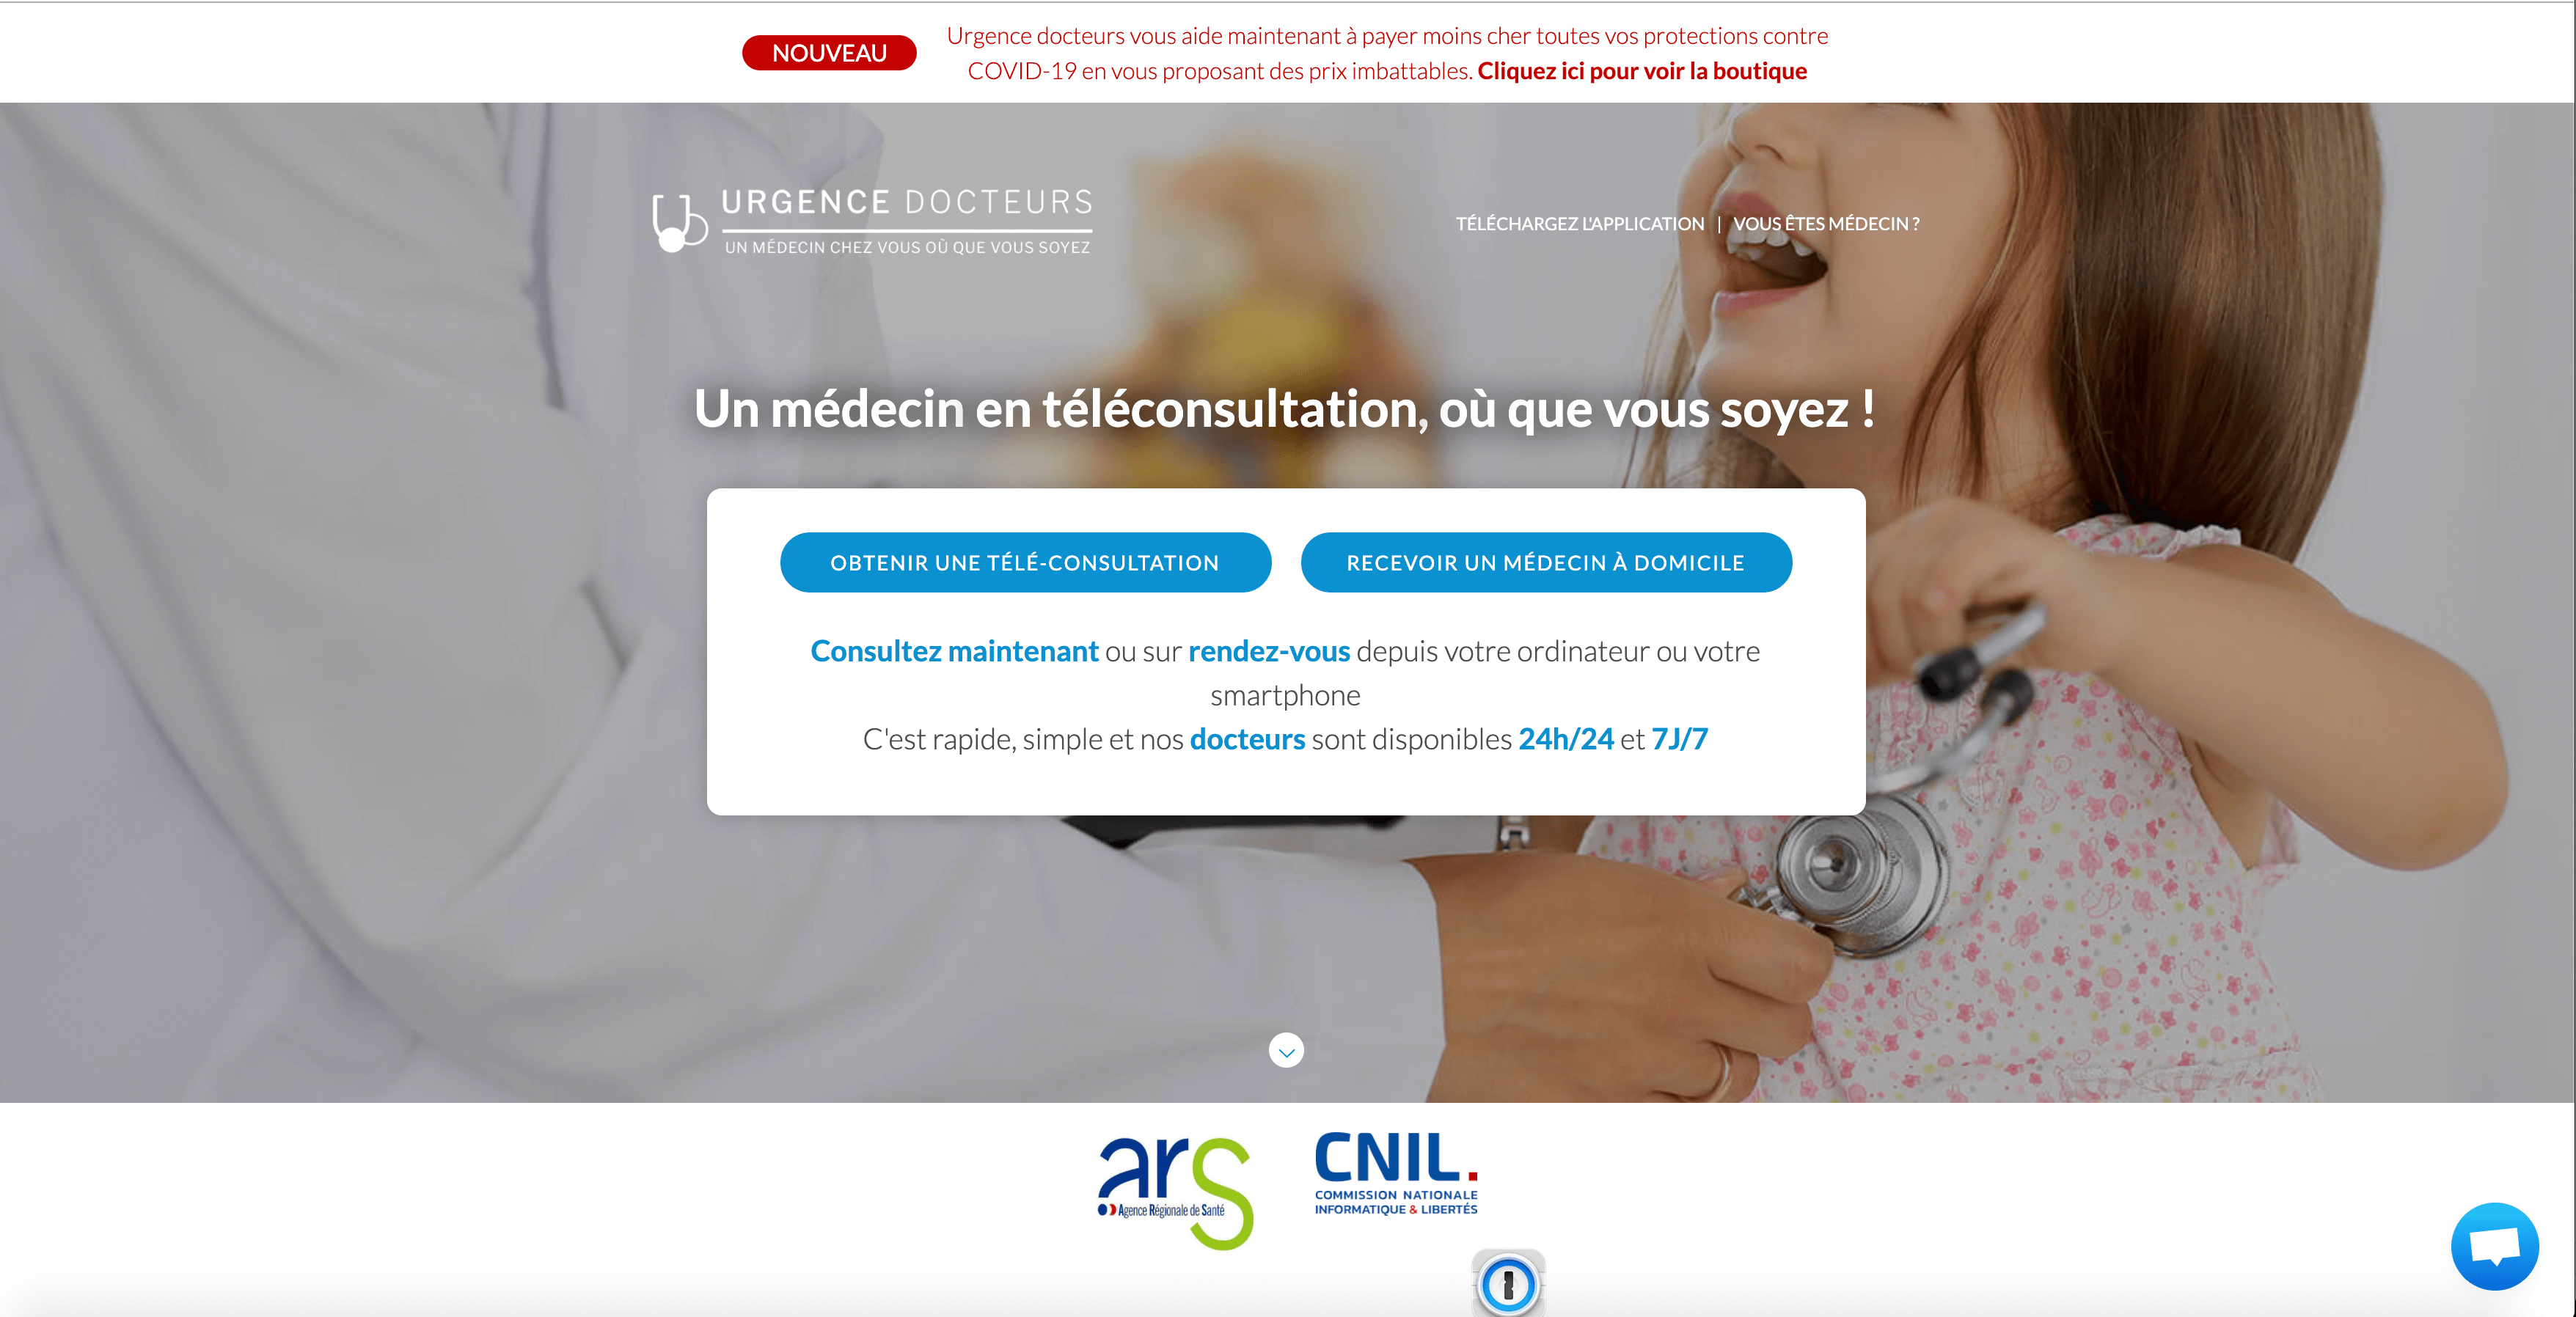 NOUVEAU
Urgence docteurs vous aide maintenant à payer moins cher toutes vos protections contre
COVID-19 en vous proposant des prix imbattables. Cliquez ici pour voir la boutique
URGENCE DOCTEURS
UN MÉDECIN CHEZ VOUS OÙ QUE VOUS SOYEZ
TÉLÉCHARGEZ L'APPLICATION | VOUS ÊTES MÉDECIN ?
Un médecin en téléconsultation, où que vous soyez !
OBTENIR UNE TÉLÉ-CONSULTATION
RECEVOIR UN MÉDECIN À DOMICILE
Consultez maintenant ou sur rendez-vous depuis votre ordinateur ou votre
smartphone
C'est rapide, simple et nos docteurs sont disponibles 24h/24 et 7J/7
ars
Agence Régionale de Santé
CNIL.
COMMISSION NATIONALE
INFORMATIQUE & LIBERTÉS